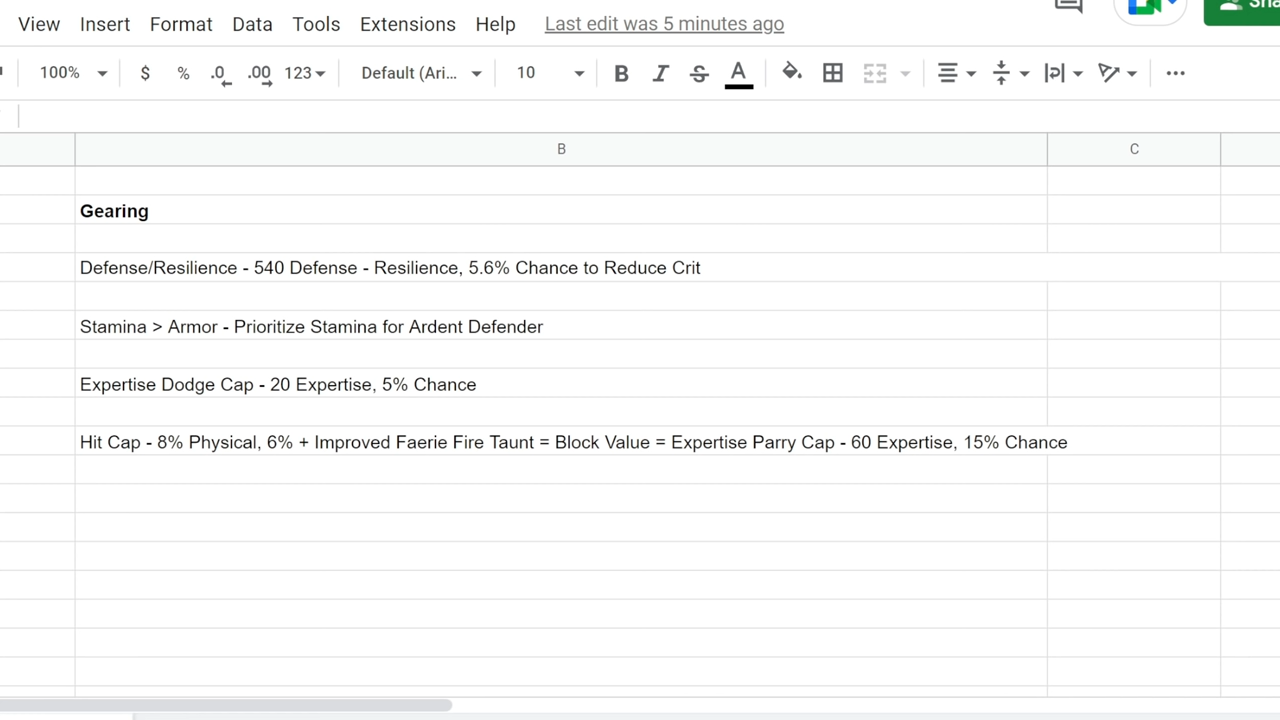 View Insert Format Data Tools Extensions Help Last edit was 5 minutes ago
100% $ % .0 .00 123 Default (Ari... 10 B I S A
B C
Gearing
Defense/Resilience - 540 Defense - Resilience, 5.6% Chance to Reduce Crit
Stamina > Armor - Prioritize Stamina for Ardent Defender
Expertise Dodge Cap - 20 Expertise, 5% Chance
Hit Cap - 8% Physical, 6% + Improved Faerie Fire Taunt = Block Value = Expertise Parry Cap - 60 Expertise, 15% Chance